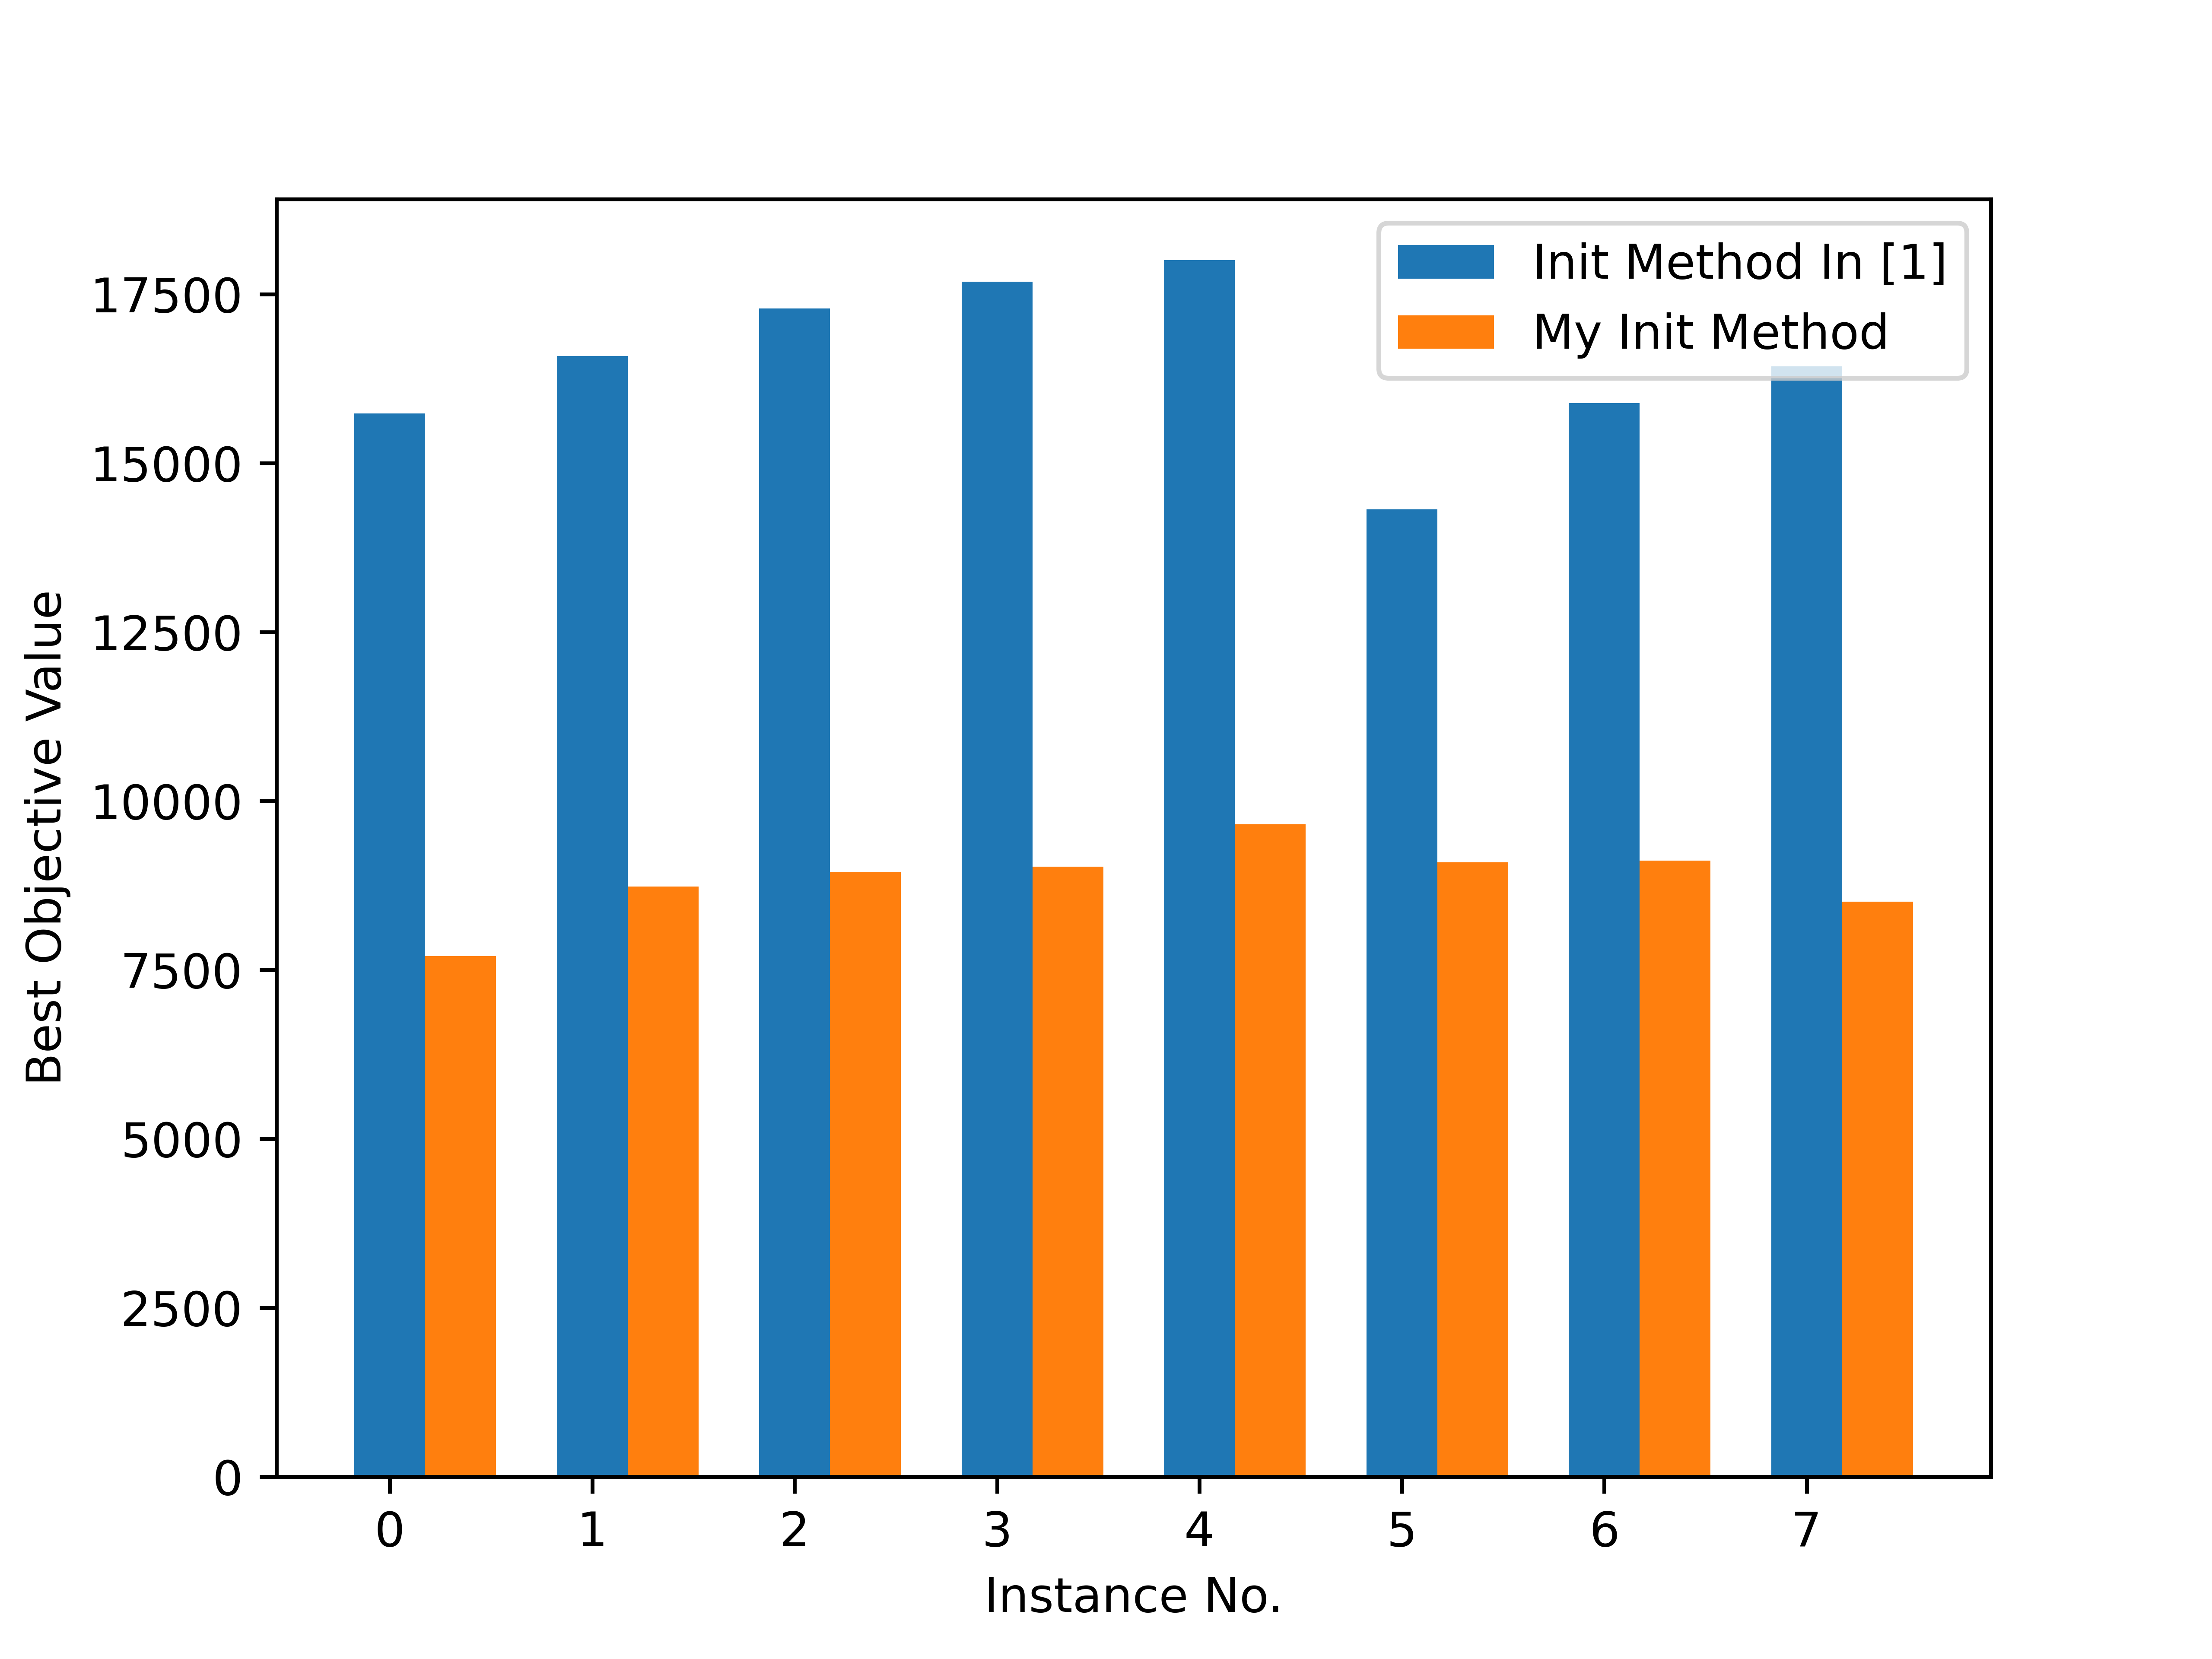 Init Method In [1]
My Init Method
17500
15000
12500
10000
7500
5000
2500
0
Best Objective Value
0 1 2 3 4 5 6 7
Instance No.